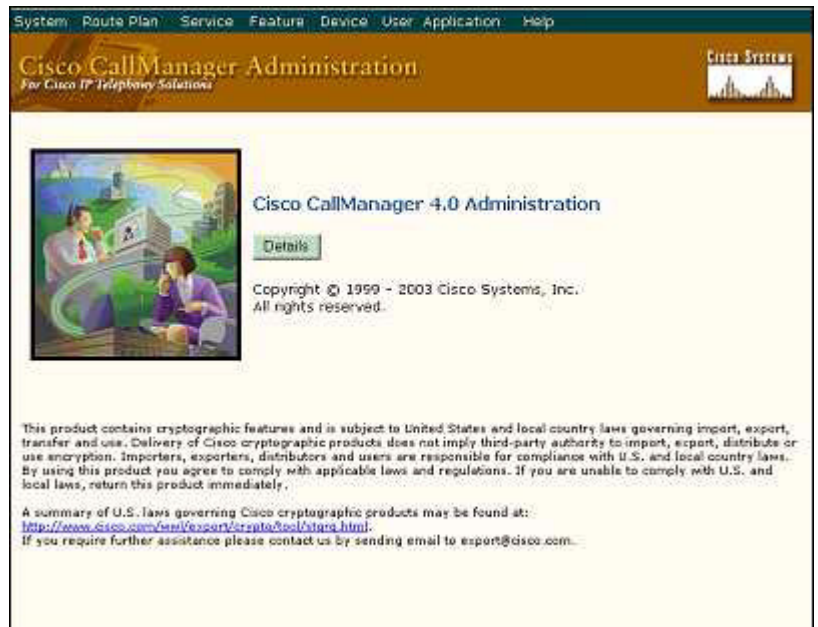 System Route Plan Service Feature Device User Application Help
Cisco CallManager Administration
For Cisco IP Telephony Solutions
Cisco Systems
Cisco CallManager 4.0 Administration
Details
Copyright © 1999 - 2003 Cisco Systems, Inc.
All rights reserved.
This product contains cryptographic features and is subject to United States and local country laws governing import, export,
transfer and use. Delivery of Cisco cryptographic products does not imply third-party authority to import, export, distribute or
use encryption. Importers, exporters, distributors and users are responsible for compliance with U.S. and local country laws.
By using this product you agree to comply with applicable laws and regulations. If you are unable to comply with U.S. and
local laws, return this product immediately.
A summary of U.S. laws governing Cisco cryptographic products may be found at:
http://www.cisco.com/wwl/export/crypto/tool/stqrg.html.
If you require further assistance please contact us by sending email to export@cisco.com.